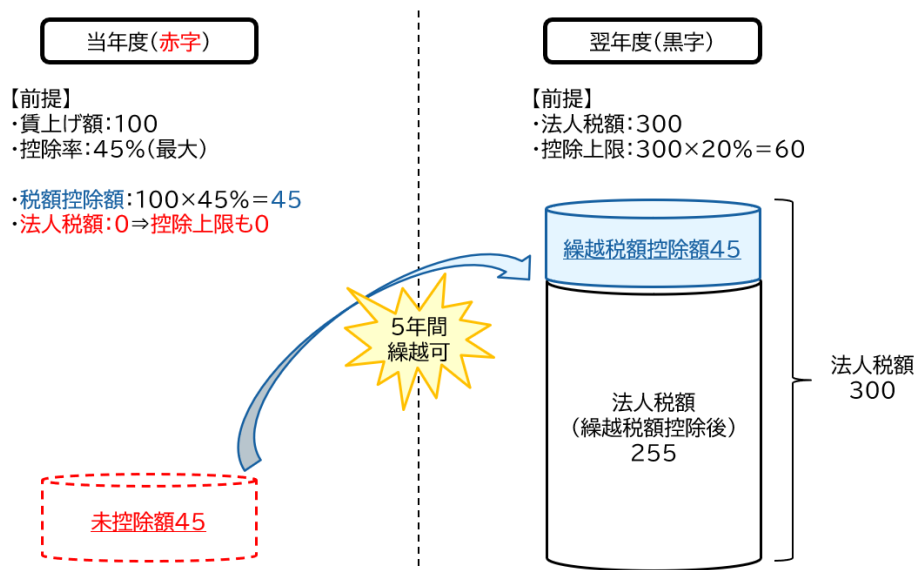 当年度(赤字)
【前提】
・賃上げ額:100
・控除率:45%(最大)
・税額控除額:100×45%=45
・法人税額:0⇒控除上限も0
5年間
繰越可
未控除額45
翌年度(黒字)
【前提】
・法人税額:300
・控除上限:300×20%=60
繰越税額控除額45
法人税額
(繰越税額控除後)
255
法人税額
300